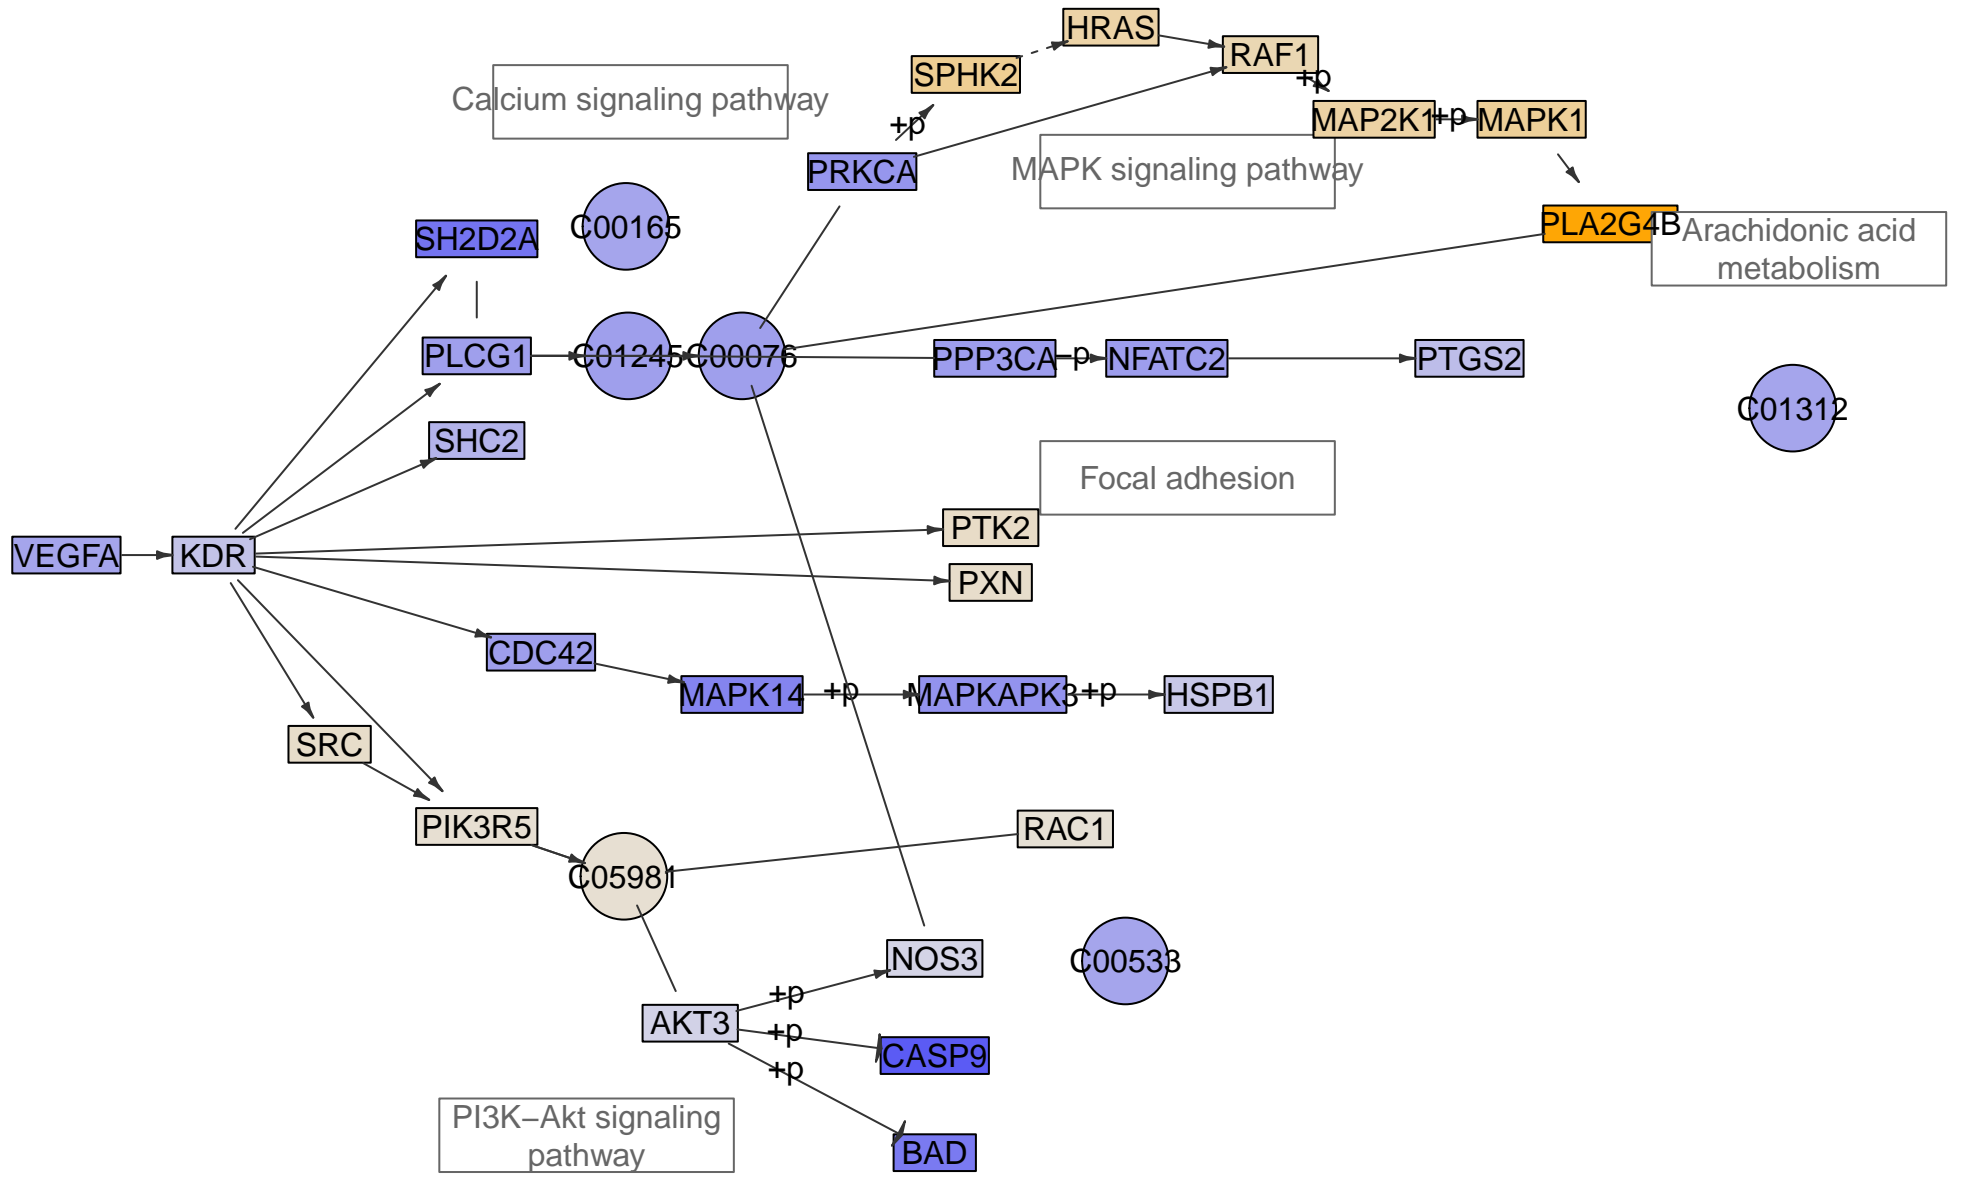 HRAS
RAF1
+p
SPHK2
Calcium signaling pathway
+p
MAP2K1
+p
MAPK1
PRKCA
MAPK signaling pathway
PLA2G4B
Arachidonic acid
metabolism
SH2D2A
C00165
PLCG1
C01245
C00076
PPP3CA
−p
NFATC2
PTGS2
C01312
SHC2
Focal adhesion
PTK2
VEGFA
KDR
PXN
CDC42
MAPK14
+p
MAPKAPK3
+p
HSPB1
SRC
PIK3R5
RAC1
C05981
NOS3
C00533
+p
AKT3
+p
CASP9
+p
PI3K−Akt signaling
pathway
BAD